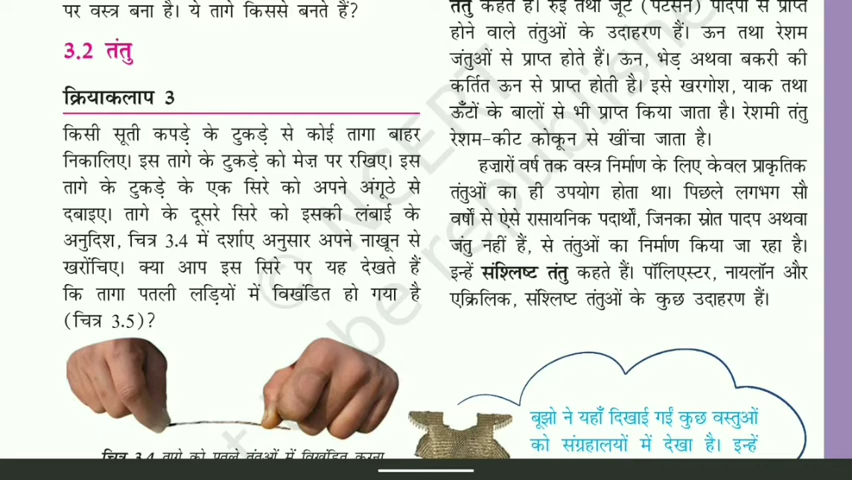 पर वस्त्र बना है। ये तागे किससे बनते हैं?
3.2 तंतु
क्रियाकलाप 3
किसी सूती कपड़े के टुकड़े से कोई तागा बाहर
निकालिए। इस तागे के टुकड़े को मेज़ पर रखिए। इस
तागे के टुकड़े के एक सिरे को अपने अंगूठे से
दबाइए। तागे के दूसरे सिरे को इसकी लंबाई के
अनुदिश, चित्र 3.4 में दर्शाए अनुसार अपने नाखून से
खरोंचिए। क्या आप इस सिरे पर यह देखते हैं
कि तागा पतली लड़ियों में विखंडित हो गया है
(चित्र 3.5)?
चित्र 3.4 तागे को पतले तंतुओं में विखंडित करना
तंतु कहते हैं। रुई तथा जूट (पटसन) पादपों से प्राप्त
होने वाले तंतुओं के उदाहरण हैं। ऊन तथा रेशम
जंतुओं से प्राप्त होते हैं। ऊन, भेड़ अथवा बकरी की
कर्तित ऊन से प्राप्त होती है। इसे खरगोश, याक तथा
ऊँटों के बालों से भी प्राप्त किया जाता है। रेशमी तंतु
रेशम-कीट कोकून से खींचा जाता है।
हजारों वर्ष तक वस्त्र निर्माण के लिए केवल प्राकृतिक
तंतुओं का ही उपयोग होता था। पिछले लगभग सौ
वर्षों से ऐसे रासायनिक पदार्थों, जिनका स्रोत पादप अथवा
जंतु नहीं हैं, से तंतुओं का निर्माण किया जा रहा है।
इन्हें संश्लिष्ट तंतु कहते हैं। पॉलिएस्टर, नायलॉन और
एक्रिलिक, संश्लिष्ट तंतुओं के कुछ उदाहरण हैं।
बूझो ने यहाँ दिखाई गईं कुछ वस्तुओं
को संग्रहालयों में देखा है। इन्हें
© NCERT
be republished